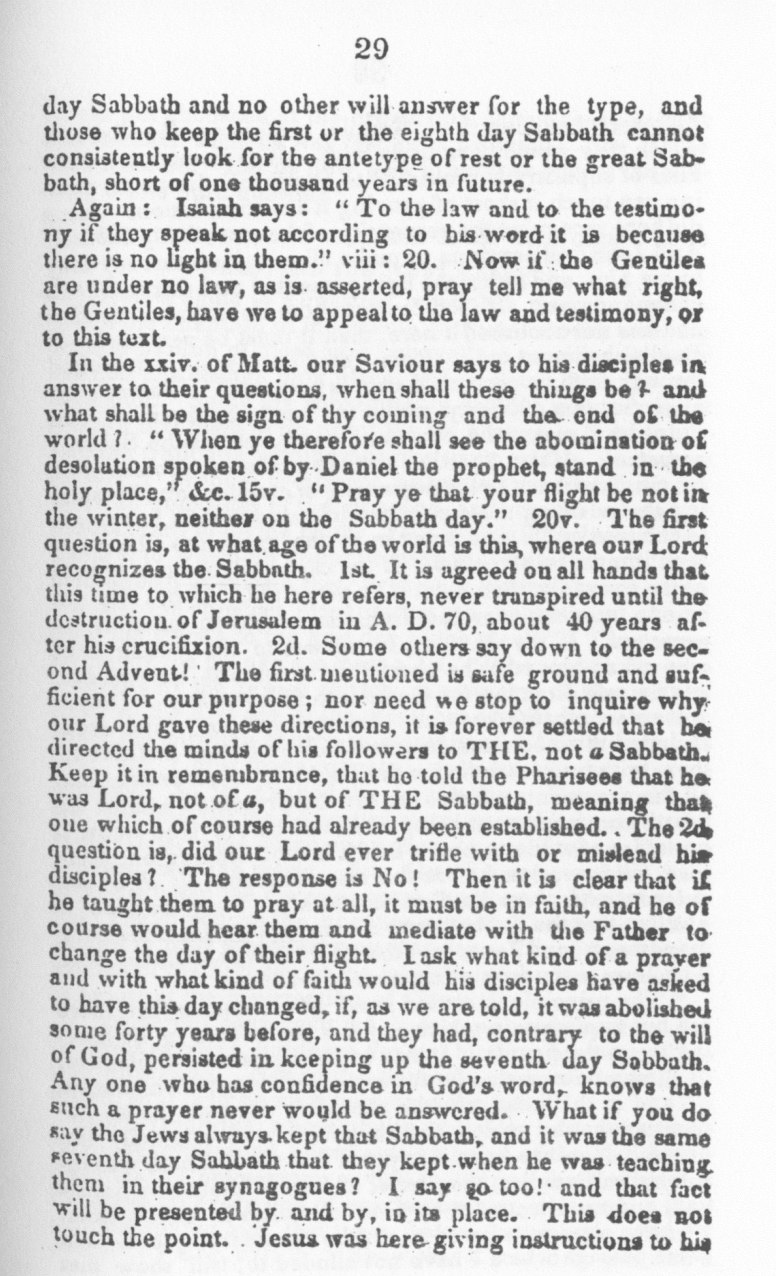 29
day Sabbath and no other will answer for the type, and
those who keep the first or the eighth day Sabbath cannot
consistently look for the antetype of rest or the great Sab-
bath, short of one thousand years in future.
Again: Isaiah says: "To the law and to the testimo-
ny if they speak not according to his word it is because
there is no light in them." viii: 20. Now if the Gentiles
are under no law, as is asserted, pray tell me what right,
the Gentiles, have we to appeal to the law and testimony, or
to this text.
In the xxiv. of Matt. our Saviour says to his disciples in
answer to their questions, when shall these things be? and
what shall be the sign of thy coming and the end of the
world? "When ye therefore shall see the abomination of
desolation spoken of by Daniel the prophet, stand in the
holy place," &c. 15v. "Pray ye that your flight be not in
the winter, neither on the Sabbath day." 20v. The first
question is, at what age of the world is this, where our Lord
recognizes the Sabbath. 1st. It is agreed on all hands that
this time to which he here refers, never transpired until the
destruction of Jerusalem in A. D. 70, about 40 years af-
ter his crucifixion. 2d. Some others say down to the sec-
ond Advent! The first mentioned is safe ground and suf-
ficient for our purpose; nor need we stop to inquire why
our Lord gave these directions, it is forever settled that he
directed the minds of his followers to THE, not a Sabbath.
Keep it in remembrance, that he told the Pharisees that he
was Lord, not of a, but of THE Sabbath, meaning that
one which of course had already been established. The 2d
question is, did our Lord ever trifle with or mislead his
disciples? The response is No! Then it is clear that if
he taught them to pray at all, it must be in faith, and he of
course would hear them and mediate with the Father to
change the day of their flight. I ask what kind of a prayer
and with what kind of faith would his disciples have asked
to have this day changed, if, as we are told, it was abolished
some forty years before, and they had, contrary to the will
of God, persisted in keeping up the seventh day Sabbath.
Any one who has confidence in God's word, knows that
such a prayer never would be answered. What if you do
say the Jews always kept that Sabbath, and it was the same
seventh day Sabbath that they kept when he was teaching
them in their synagogues? I say so too! and that fact
will be presented by and by, in its place. This does not
touch the point. Jesus was here giving instructions to his